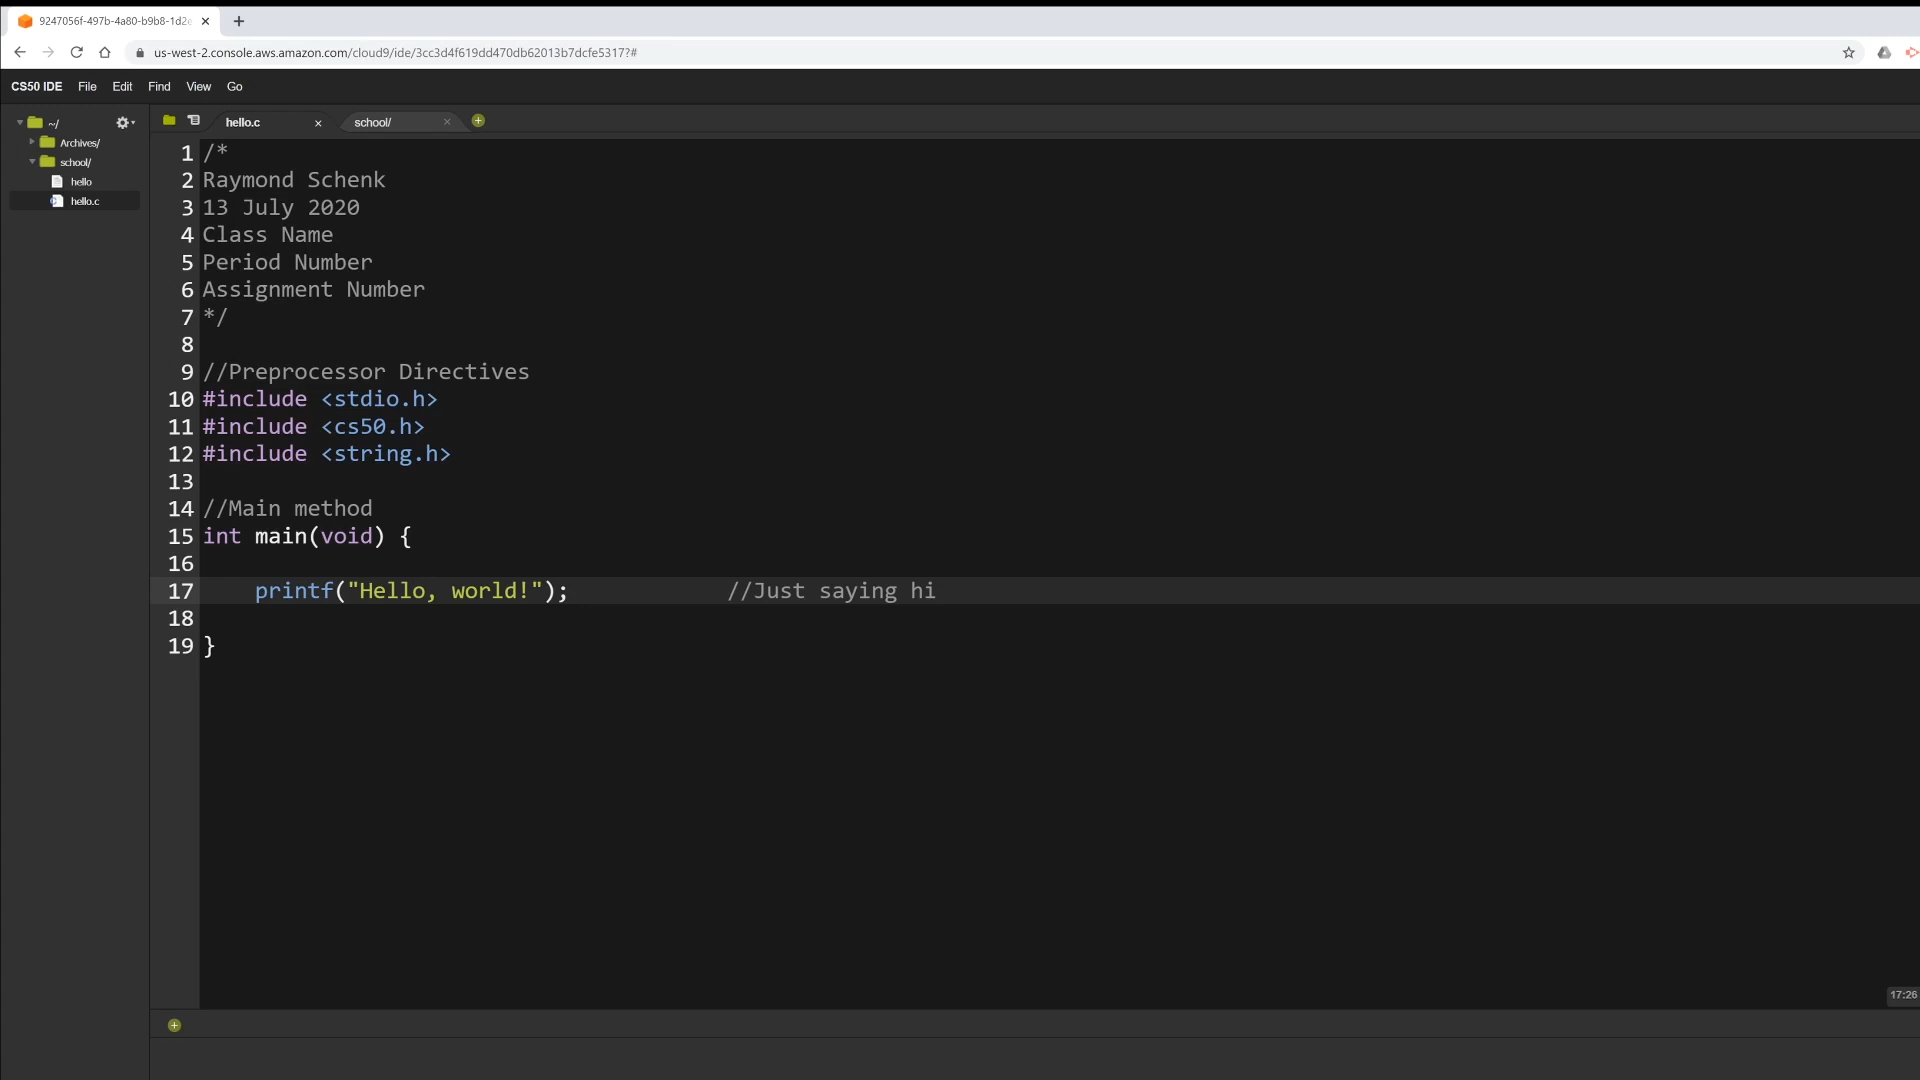 9247056f-497b-4a80-b9b8-1d2e
us-west-2.console.aws.amazon.com/cloud9/ide/3cc3d4f619dd470db62013b7dcfe5317?#
CS50 IDE File Edit Find View Go
~/
Archives/
school/
hello
hello.c
hello.c school/
1 /*
2 Raymond Schenk
3 13 July 2020
4 Class Name
5 Period Number
6 Assignment Number
7 */
8
9 //Preprocessor Directives
10 #include <stdio.h>
11 #include <cs50.h>
12 #include <string.h>
13
14 //Main method
15 int main(void) {
16
17     printf("Hello, world!");            //Just saying hi
18
19 }
17:26